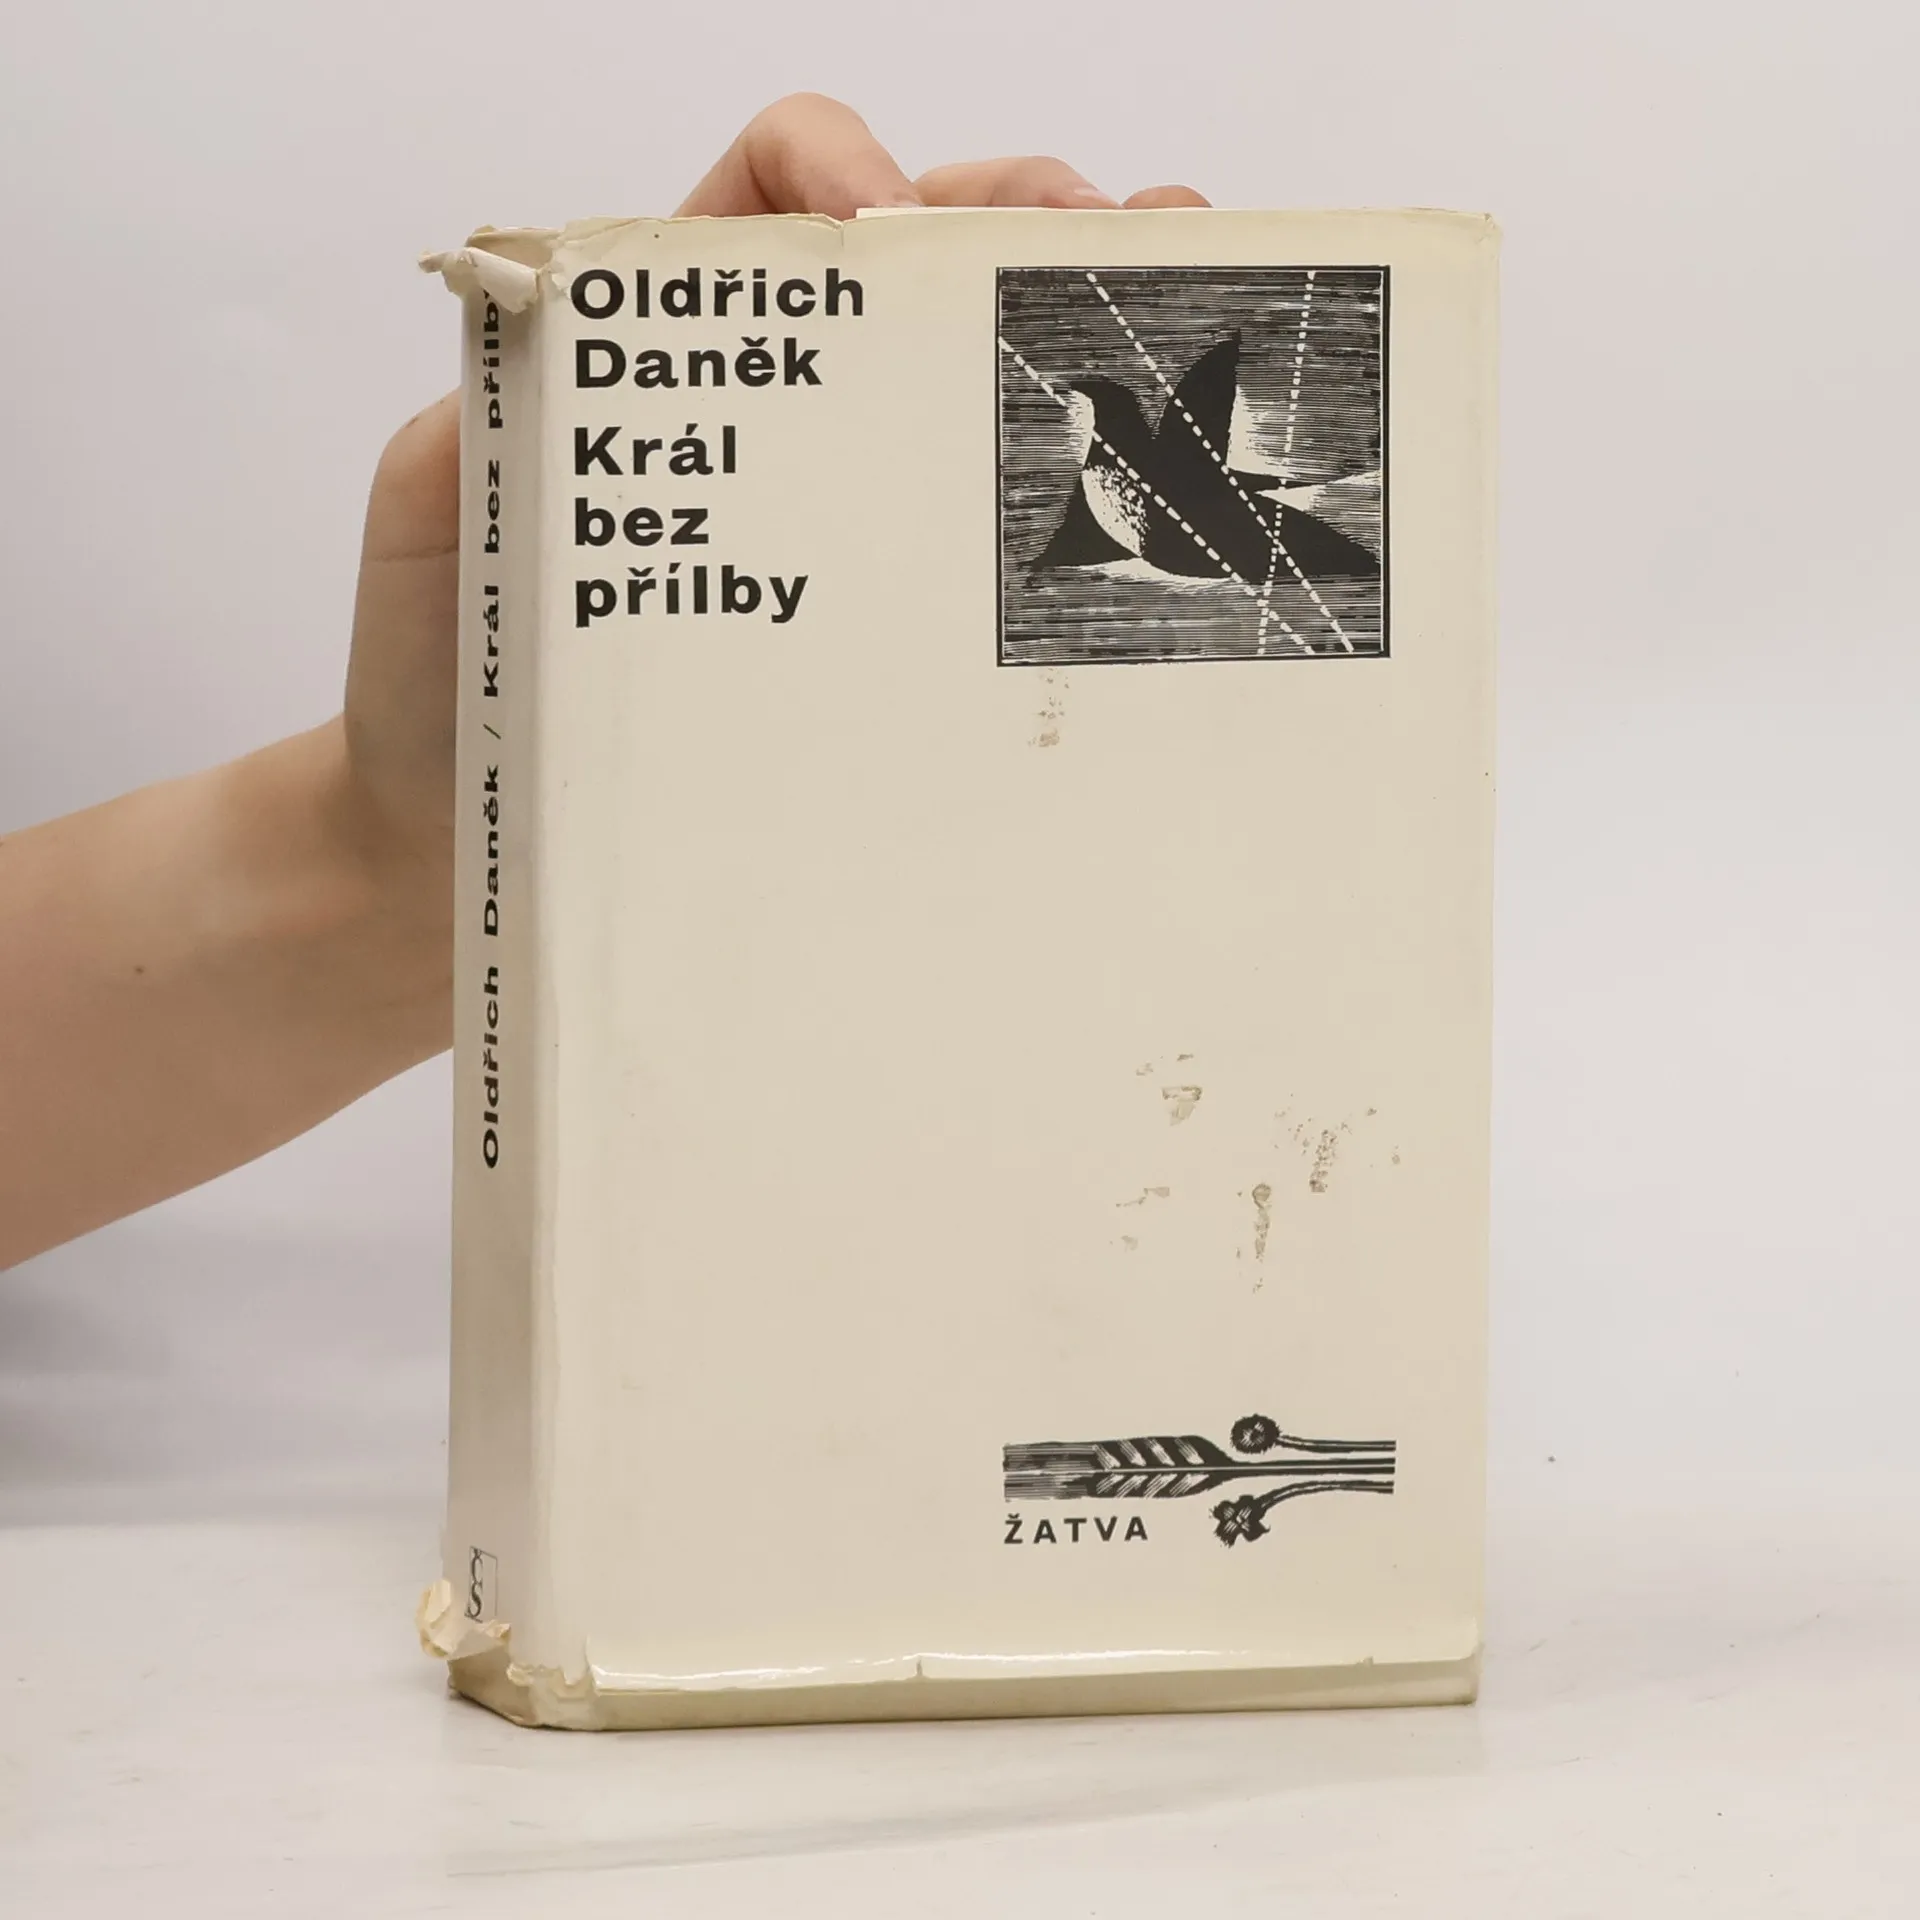 Oldřich
Daněk
Král
bez
přílby
ŽATVA
Oldřich Daněk / Král bez přílby
ČS